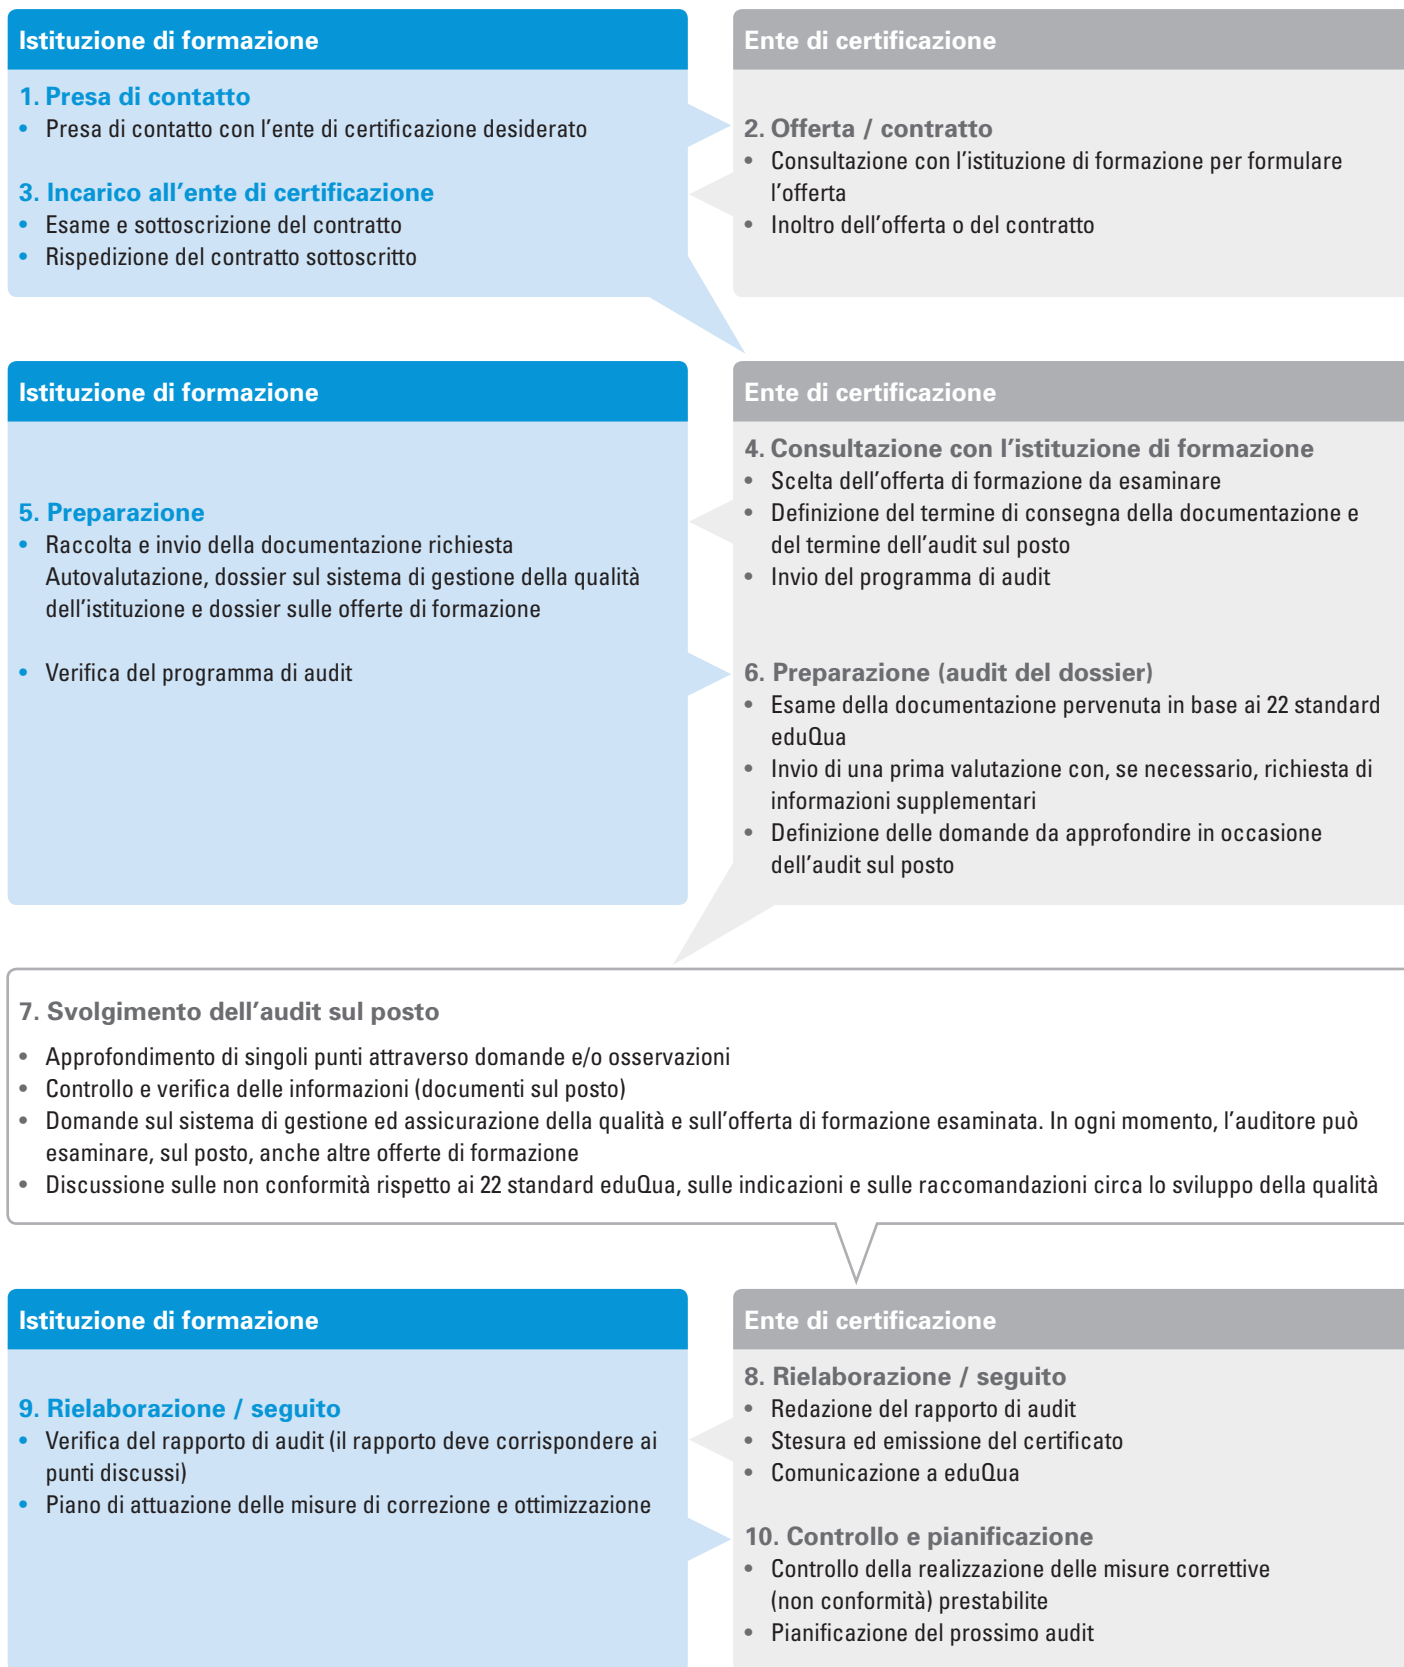 Istituzione di formazione
1. Presa di contatto
• Presa di contatto con l'ente di certificazione desiderato
3. Incarico all'ente di certificazione
• Esame e sottoscrizione del contratto
• Rispedizione del contratto sottoscritto
Ente di certificazione
2. Offerta / contratto
• Consultazione con l'istituzione di formazione per formulare
l'offerta
• Inoltro dell'offerta o del contratto
Istituzione di formazione
5. Preparazione
• Raccolta e invio della documentazione richiesta
Autovalutazione, dossier sul sistema di gestione della qualità
dell'istituzione e dossier sulle offerte di formazione
• Verifica del programma di audit
Ente di certificazione
4. Consultazione con l'istituzione di formazione
• Scelta dell'offerta di formazione da esaminare
• Definizione del termine di consegna della documentazione e
del termine dell'audit sul posto
• Invio del programma di audit
6. Preparazione (audit del dossier)
• Esame della documentazione pervenuta in base ai 22 standard
eduQua
• Invio di una prima valutazione con, se necessario, richiesta di
informazioni supplementari
• Definizione delle domande da approfondire in occasione
dell'audit sul posto
7. Svolgimento dell'audit sul posto
• Approfondimento di singoli punti attraverso domande e/o osservazioni
• Controllo e verifica delle informazioni (documenti sul posto)
• Domande sul sistema di gestione ed assicurazione della qualità e sull'offerta di formazione esaminata. In ogni momento, l'auditore può
esaminare, sul posto, anche altre offerte di formazione
• Discussione sulle non conformità rispetto ai 22 standard eduQua, sulle indicazioni e sulle raccomandazioni circa lo sviluppo della qualità
Istituzione di formazione
9. Rielaborazione / seguito
• Verifica del rapporto di audit (il rapporto deve corrispondere ai
punti discussi)
• Piano di attuazione delle misure di correzione e ottimizzazione
Ente di certificazione
8. Rielaborazione / seguito
• Redazione del rapporto di audit
• Stesura ed emissione del certificato
• Comunicazione a eduQua
10. Controllo e pianificazione
• Controllo della realizzazione delle misure correttive
(non conformità) prestabilite
• Pianificazione del prossimo audit